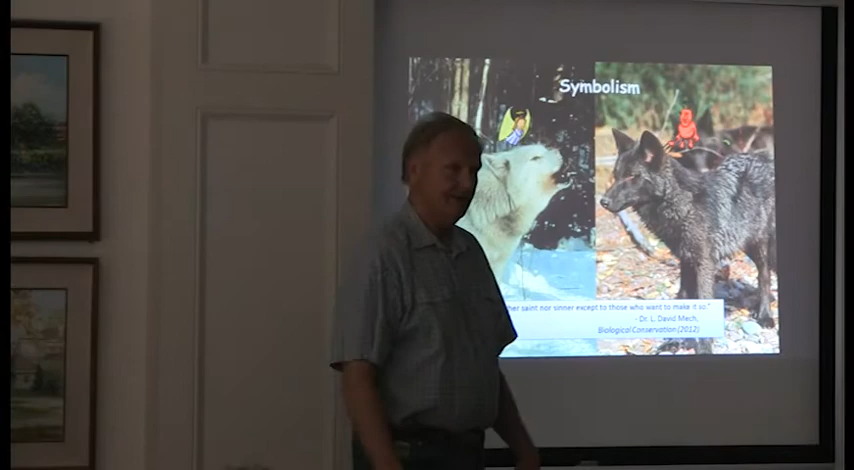 Symbolism
her saint nor sinner except to those who want to make it so."
- Dr. L. David Mech,
Biological Conservation (2012)